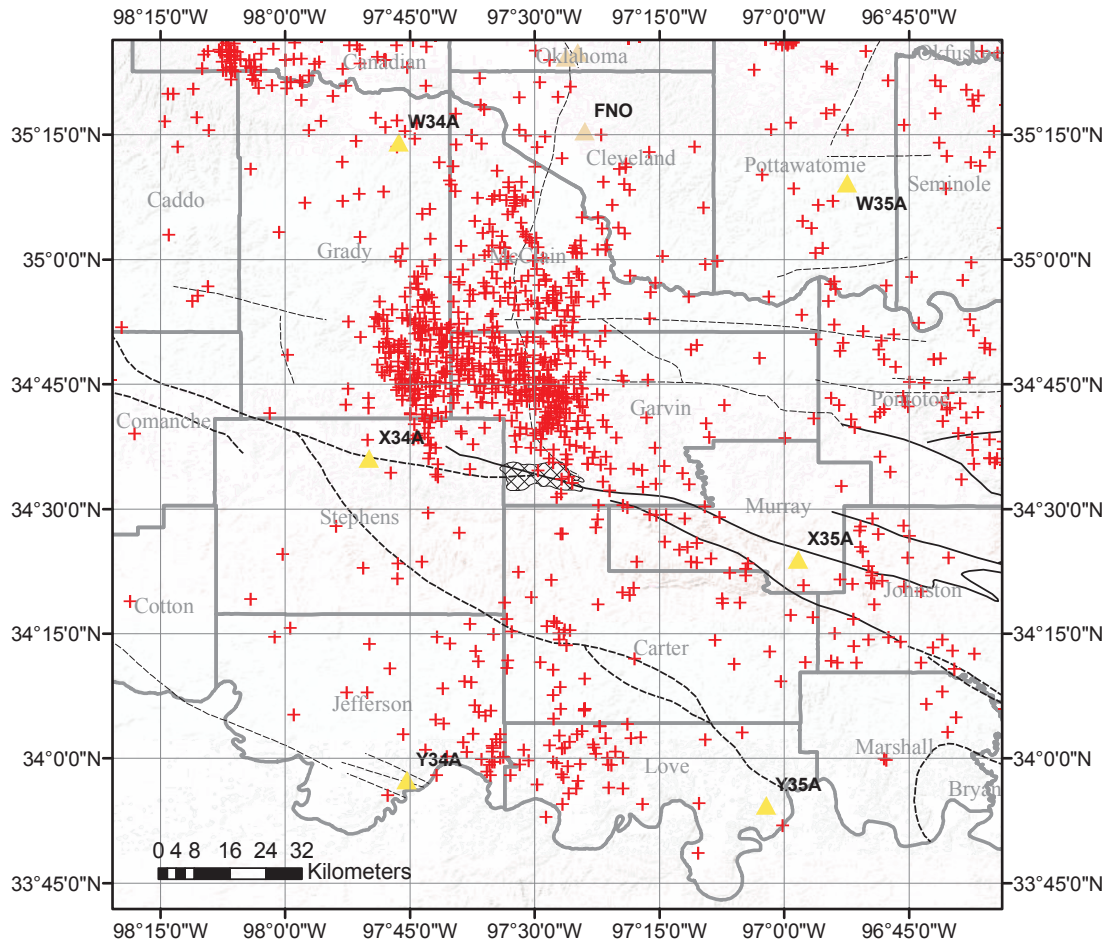 98°15'0"W 98°0'0"W 97°45'0"W 97°30'0"W 97°15'0"W 97°0'0"W 96°45'0"W
Canadian
Oklahoma
35°15'0"N
W34A
FNO
35°15'0"N
Cleveland
Pottawatomie
Caddo
Seminole
W35A
Grady
McClain
35°0'0"N
35°0'0"N
34°45'0"N
34°45'0"N
Garvin
Comanche
X34A
34°30'0"N
Murray
34°30'0"N
Stephens
X35A
Cotton
Johnston
34°15'0"N
34°15'0"N
Carter
Jefferson
34°0'0"N
Y34A
Love
Marshall
34°0'0"N
Y35A
Bryan
0 4 8 16 24 32
Kilometers
33°45'0"N
33°45'0"N
98°15'0"W 98°0'0"W 97°45'0"W 97°30'0"W 97°15'0"W 97°0'0"W 96°45'0"W